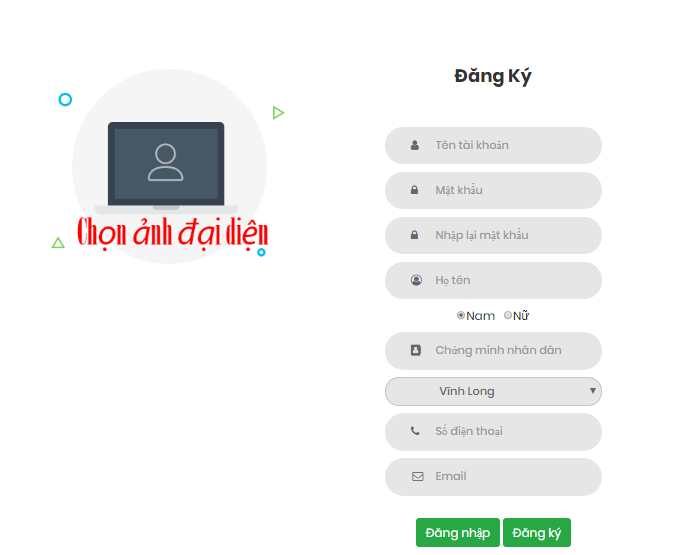 Chọn ảnh đại diện
Đăng Ký
Tên tài khoản
Mật khẩu
Nhập lại mật khẩu
Họ tên
Nam Nữ
Chứng minh nhân dân
Vĩnh Long
Số điện thoại
Email
Đăng nhập Đăng ký